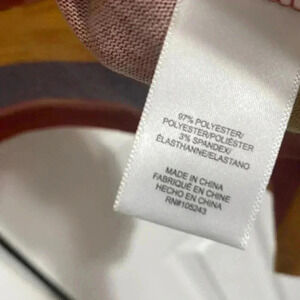 97% POLYESTER/
POLYESTER/POLIÉSTER
3% SPANDEX/
ÉLASTHANNE/ELASTANO
MADE IN CHINA
FABRIQUÉ EN CHINE
HECHO EN CHINA
RN#105243